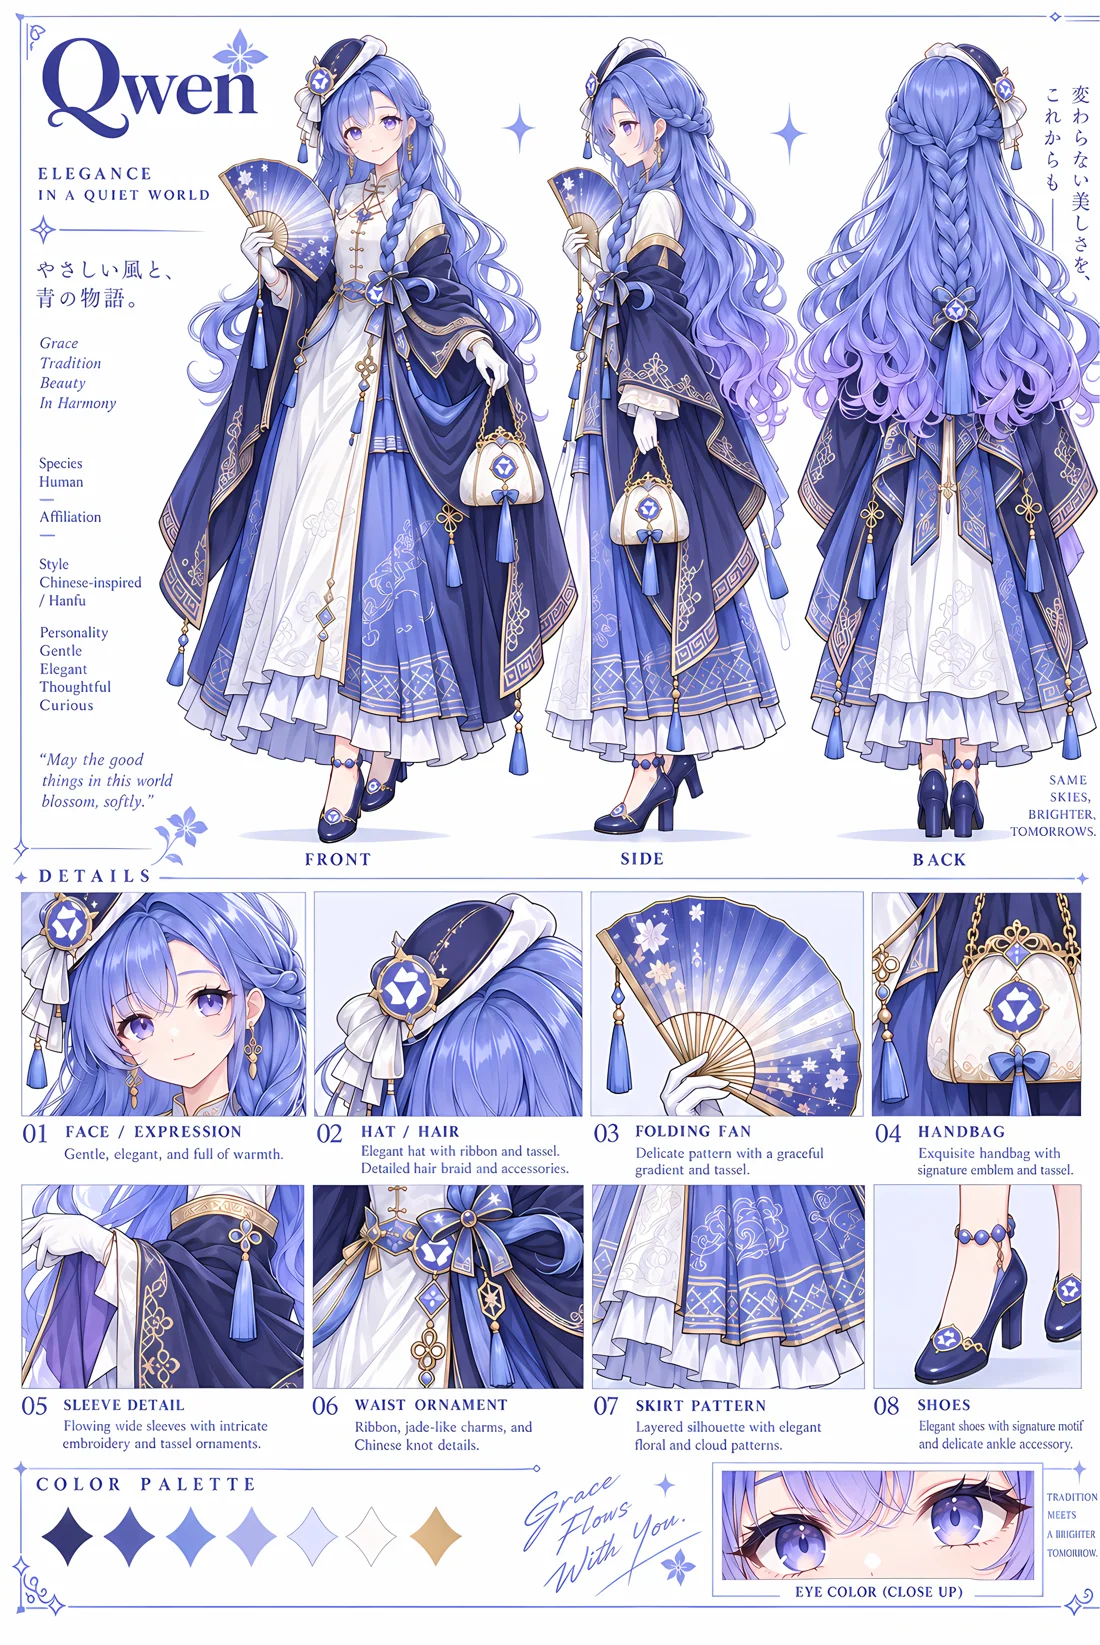 Qwen
ELEGANCE
IN A QUIET WORLD
やさしい風と、
青の物語。
Grace
Tradition
Beauty
In Harmony
Species
Human
Affiliation
Style
Chinese-inspired
/ Hanfu
Personality
Gentle
Elegant
Thoughtful
Curious
“May the good
things in this world
blossom, softly.”
変わらない美しさを、
これからも——
SAME
SKIES,
BRIGHTER,
TOMORROWS.
FRONT
SIDE
BACK
DETAILS
01 FACE / EXPRESSION
Gentle, elegant, and full of warmth.
02 HAT / HAIR
Elegant hat with ribbon and tassel.
Detailed hair braid and accessories.
03 FOLDING FAN
Delicate pattern with a graceful
gradient and tassel.
04 HANDBAG
Exquisite handbag with
signature emblem and tassel.
05 SLEEVE DETAIL
Flowing wide sleeves with intricate
embroidery and tassel ornaments.
06 WAIST ORNAMENT
Ribbon, jade-like charms, and
Chinese knot details.
07 SKIRT PATTERN
Layered silhouette with elegant
floral and cloud patterns.
08 SHOES
Elegant shoes with signature motif
and delicate ankle accessory.
COLOR PALETTE
Grace
Flows
With You.
EYE COLOR (CLOSE UP)
TRADITION
MEETS
A BRIGHTER
TOMORROW.